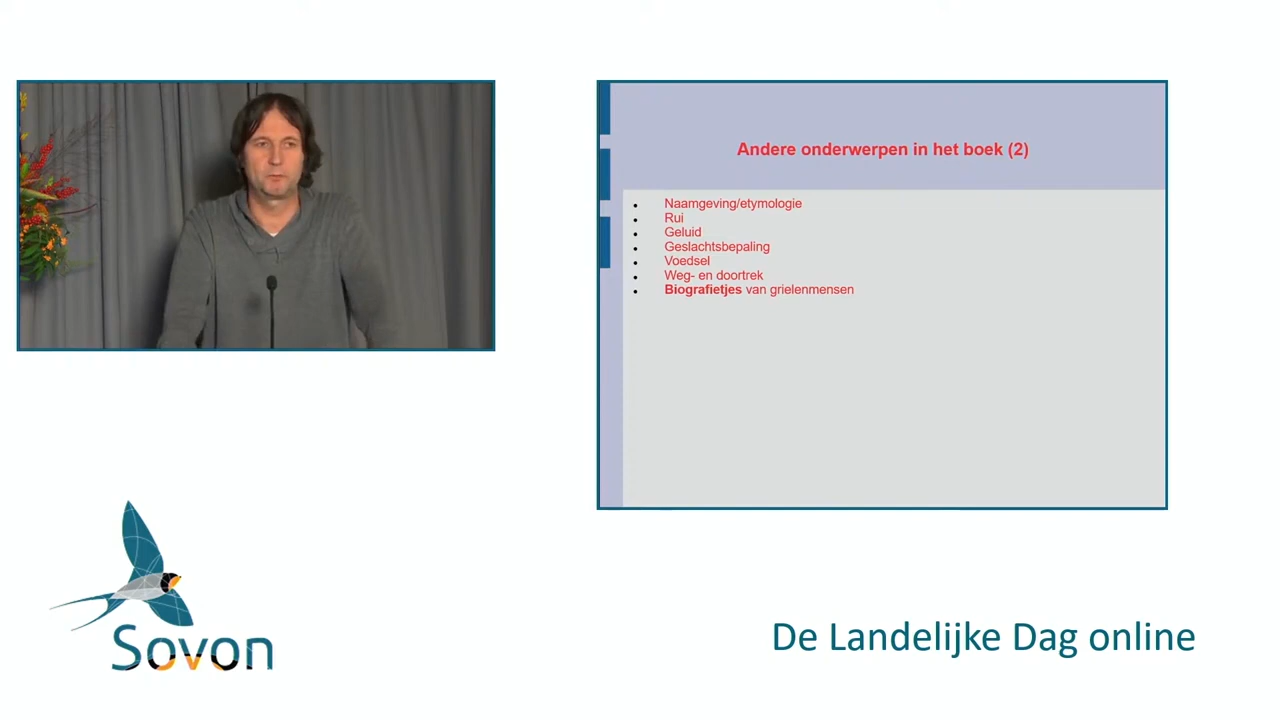 Andere onderwerpen in het boek (2)
Naamgeving/etymologie
Rui
Geluid
Geslachtsbepaling
Voedsel
Weg- en doortrek
Biografietjes van grielenmensen
Sovon
De Landelijke Dag online